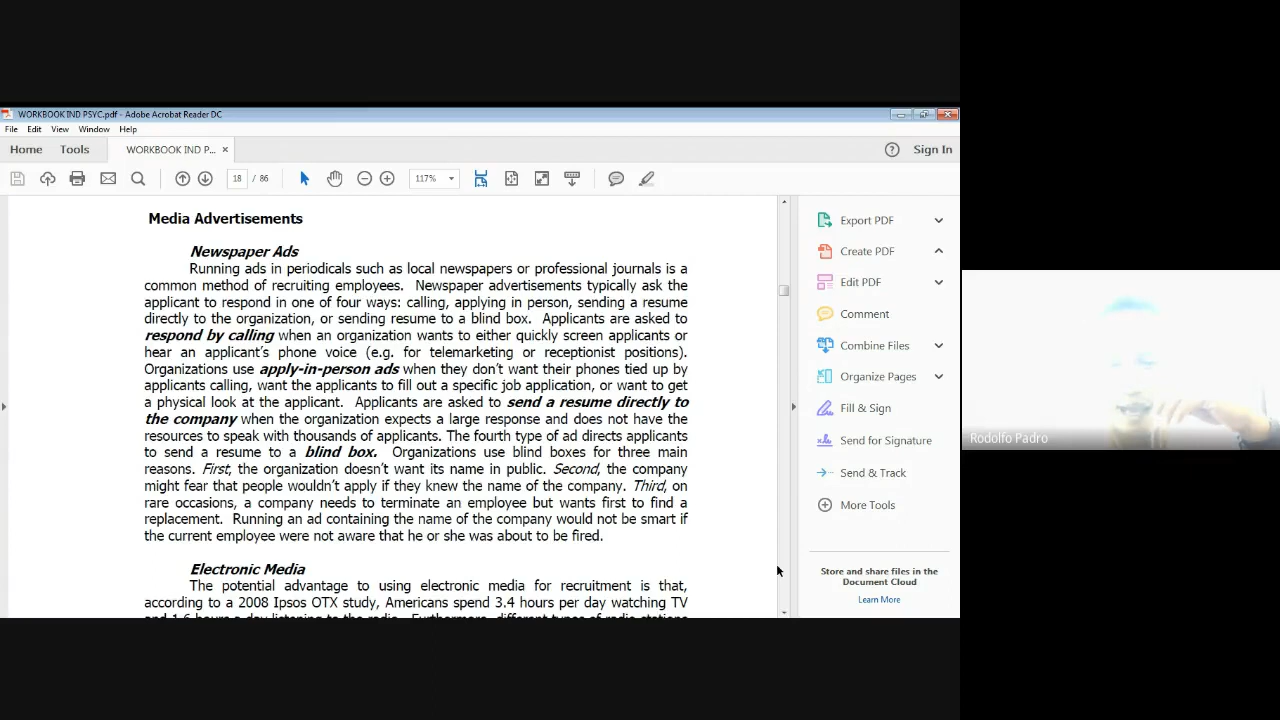 WORKBOOK IND PSYC.pdf - Adobe Acrobat Reader DC
File Edit View Window Help
Home Tools WORKBOOK IND P... × Sign In
18 / 86 117%
Media Advertisements
Newspaper Ads
Running ads in periodicals such as local newspapers or professional journals is a
common method of recruiting employees. Newspaper advertisements typically ask the
applicant to respond in one of four ways: calling, applying in person, sending a resume
directly to the organization, or sending resume to a blind box. Applicants are asked to
respond by calling when an organization wants to either quickly screen applicants or
hear an applicant's phone voice (e.g. for telemarketing or receptionist positions).
Organizations use apply-in-person ads when they don't want their phones tied up by
applicants calling, want the applicants to fill out a specific job application, or want to get
a physical look at the applicant. Applicants are asked to send a resume directly to
the company when the organization expects a large response and does not have the
resources to speak with thousands of applicants. The fourth type of ad directs applicants
to send a resume to a blind box. Organizations use blind boxes for three main
reasons. First, the organization doesn't want its name in public. Second, the company
might fear that people wouldn't apply if they knew the name of the company. Third, on
rare occasions, a company needs to terminate an employee but wants first to find a
replacement. Running an ad containing the name of the company would not be smart if
the current employee were not aware that he or she was about to be fired.
Electronic Media
The potential advantage to using electronic media for recruitment is that,
according to a 2008 Ipsos OTX study, Americans spend 3.4 hours per day watching TV
and 1.6 hours a day listening to the radio. Furthermore, different types of radio stations
Export PDF
Create PDF
Edit PDF
Comment
Combine Files
Organize Pages
Fill & Sign
Send for Signature
Send & Track
More Tools
Store and share files in the
Document Cloud
Learn More
Rodolfo Padro